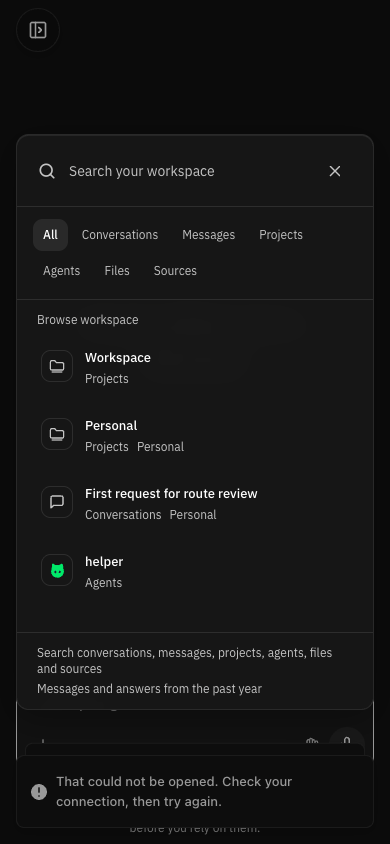 Search your workspace
All Conversations Messages Projects
Agents Files Sources
Browse workspace
Workspace
Projects
Personal
Projects Personal
First request for route review
Conversations Personal
helper
Agents
Search conversations, messages, projects, agents, files
and sources
Messages and answers from the past year
That could not be opened. Check your
connection, then try again.
before you rely on them.